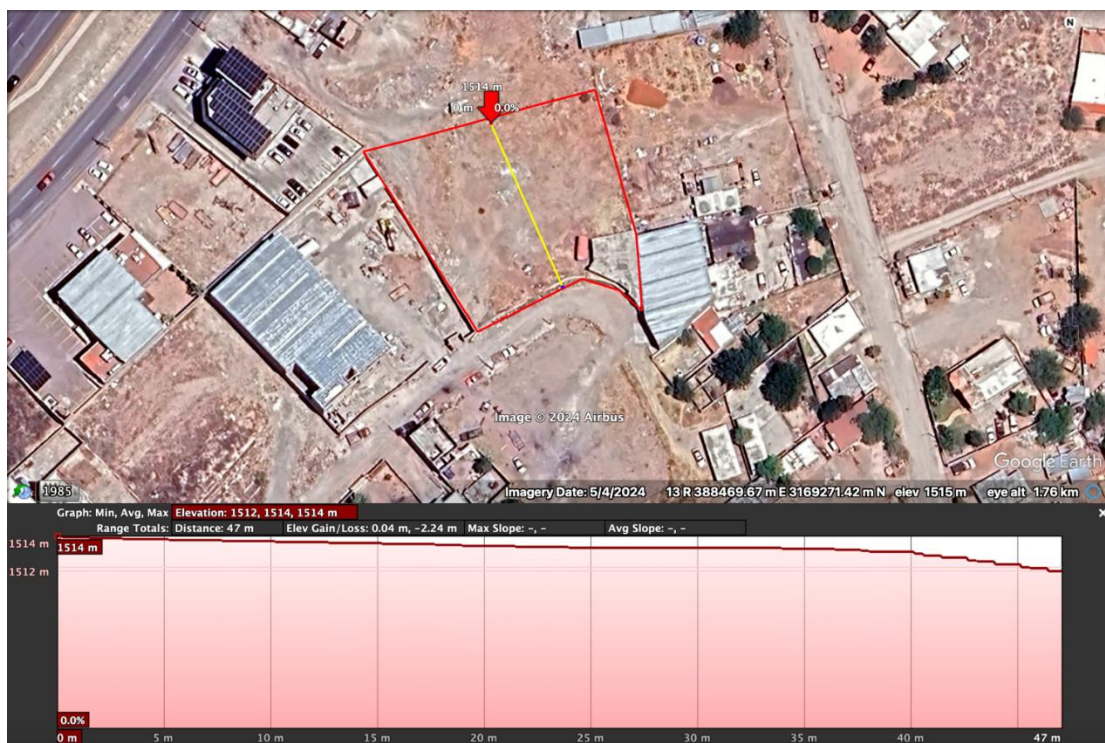 N
1514 m
0 m 0.0%
Image © 2024 Airbus
Google Earth
1985
Imagery Date: 5/4/2024 13 R 388469.67 m E 3169271.42 m N elev 1515 m eye alt 1.76 km
Graph: Min, Avg, Max Elevation: 1512, 1514, 1514 m
Range Totals: Distance: 47 m Elev Gain/Loss: 0.04 m, -2.24 m Max Slope: -, - Avg Slope: -, -
1514 m
1514 m
1512 m
0.0%
0 m 5 m 10 m 15 m 20 m 25 m 30 m 35 m 40 m 47 m